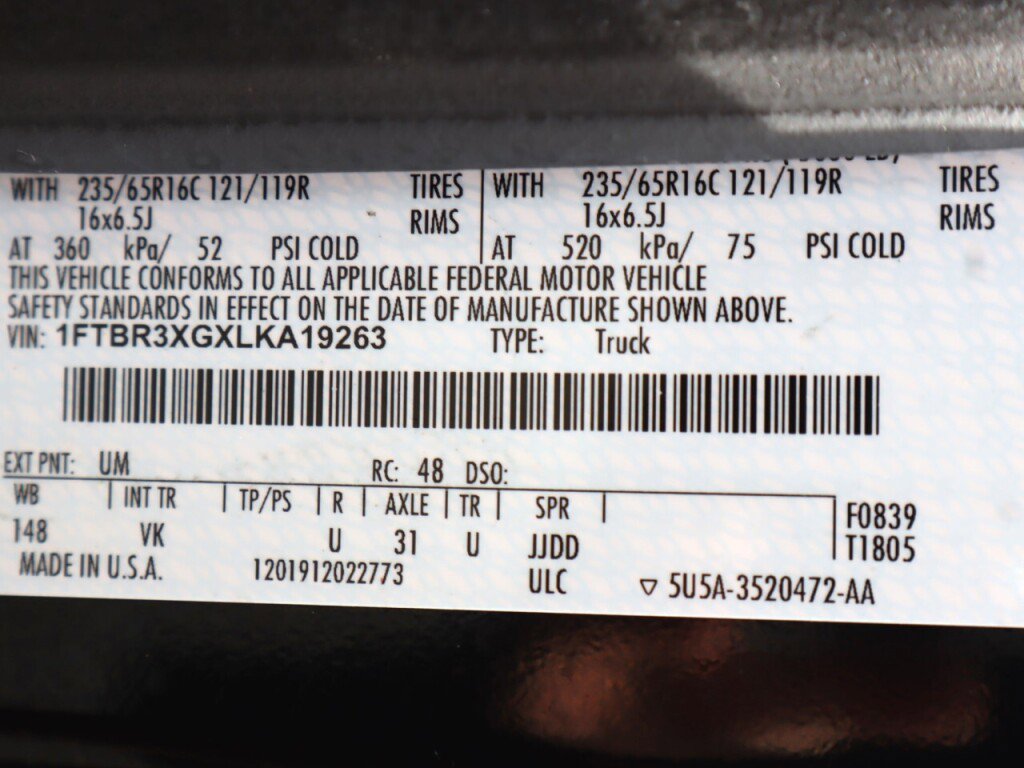 WITH 235/65R16C 121/119R TIRES WITH 235/65R16C 121/119R TIRES
16x6.5J RIMS 16x6.5J RIMS
AT 360 kPa/ 52 PSI COLD AT 520 kPa/ 75 PSI COLD
THIS VEHICLE CONFORMS TO ALL APPLICABLE FEDERAL MOTOR VEHICLE
SAFETY STANDARDS IN EFFECT ON THE DATE OF MANUFACTURE SHOWN ABOVE.
VIN: 1FTBR3XGXLKA19263 TYPE: Truck
EXT PNT: UM RC: 48 DSO:
WB INT TR TP/PS R AXLE TR SPR F0839
148 VK U 31 U JJDD T1805
MADE IN U.S.A. 1201912022773 ULC ▽ 5U5A-3520472-AA